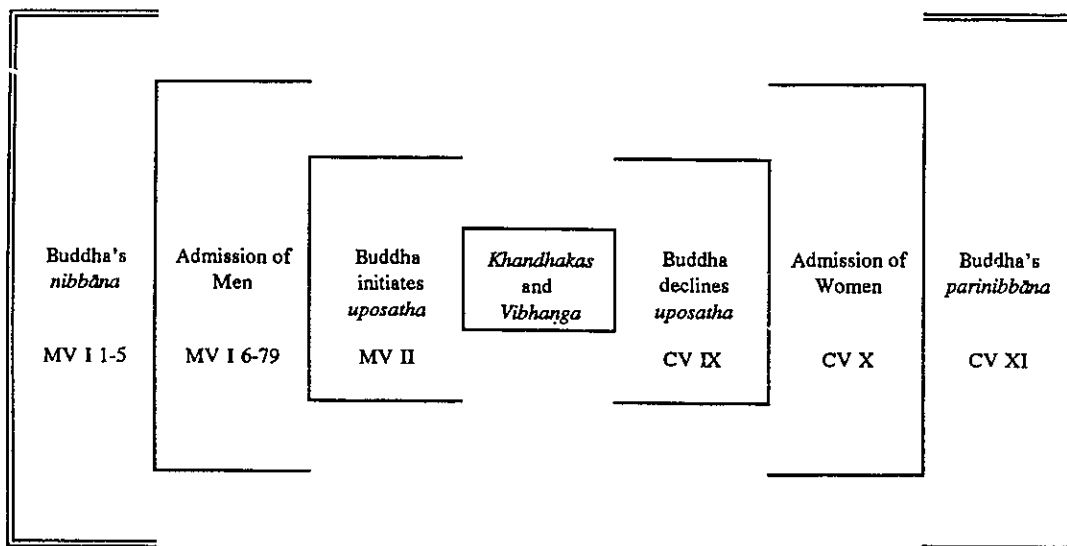 Buddha's
nibbāna
MV I 1-5
Admission of
Men
MV I 6-79
Buddha
initiates
uposatha
MV II
Khandhakas
and
Vibhaṇga
Buddha
declines
uposatha
CV IX
Admission of
Women
CV X
Buddha's
parinibbāna
CV XI